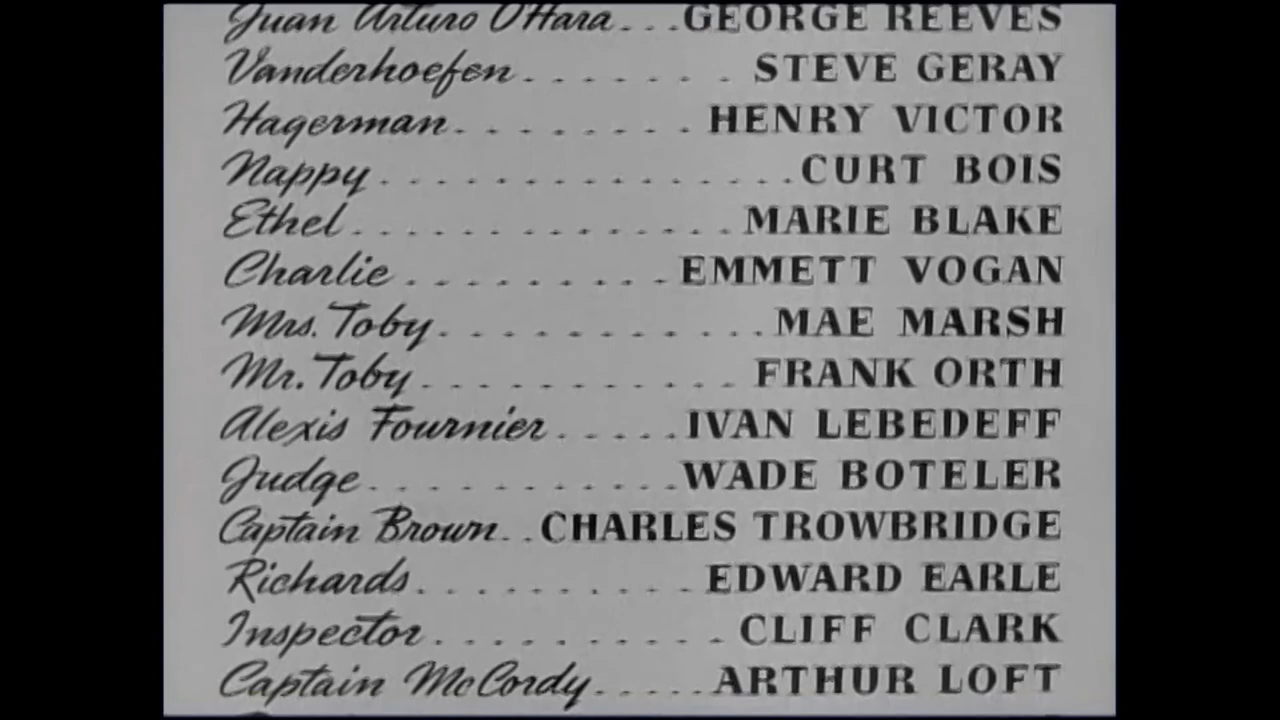 Juan Arturo O'Hara...GEORGE REEVES
Vanderhoefen.......STEVE GERAY
Hagerman........HENRY VICTOR
Nappy................CURT BOIS
Ethel...............MARIE BLAKE
Charlie.........EMMETT VOGAN
Mrs. Toby............MAE MARSH
Mr. Toby...........FRANK ORTH
Alexis Fournier.....IVAN LEBEDEFF
Judge............WADE BOTELER
Captain Brown..CHARLES TROWBRIDGE
Richards..........EDWARD EARLE
Inspector..........CLIFF CLARK
Captain McCordy.....ARTHUR LOFT